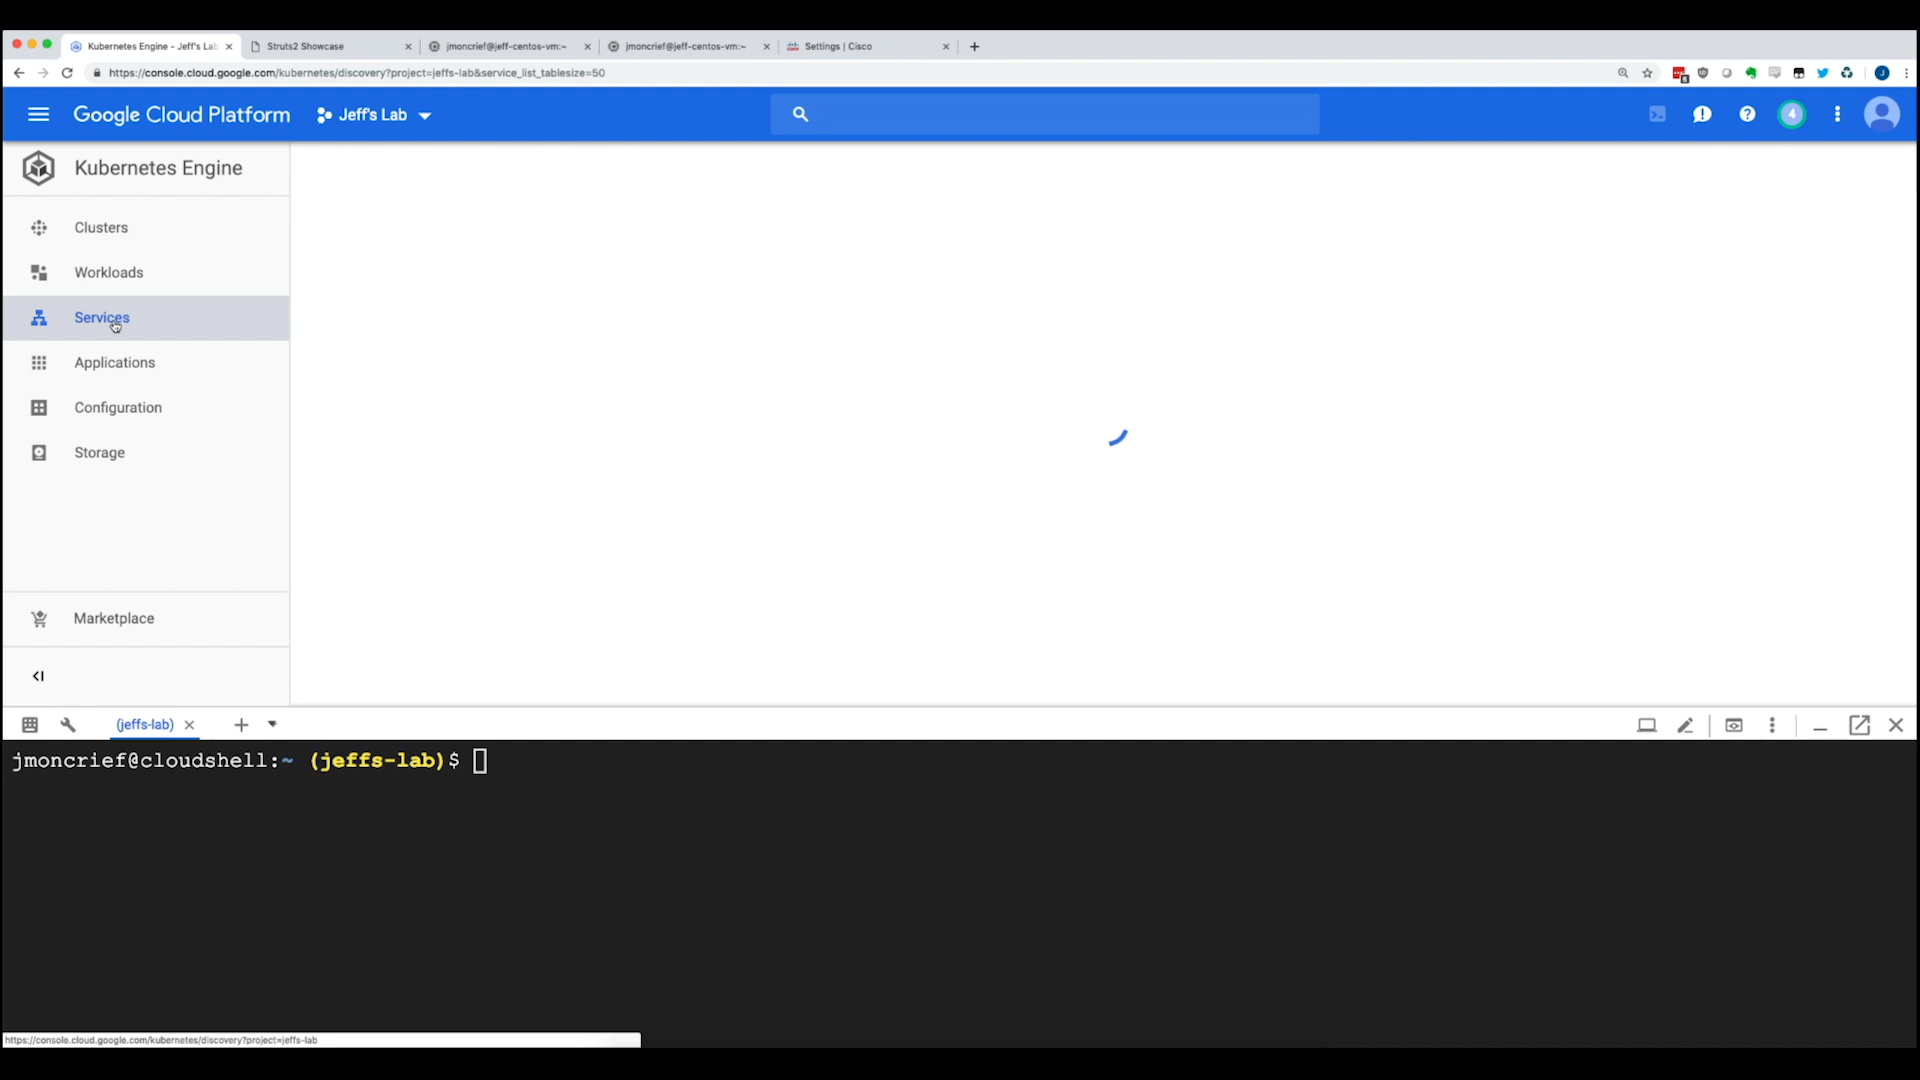 Kubernetes Engine - Jeff's Lab
Struts2 Showcase
jmoncrief@jeff-centos-vm:~
jmoncrief@jeff-centos-vm:~
Settings | Cisco
https://console.cloud.google.com/kubernetes/discovery?project=jeffs-lab&service_list_tablesize=50
Google Cloud Platform
Jeff's Lab
4
Kubernetes Engine
Clusters
Workloads
Services
Applications
Configuration
Storage
Marketplace
(jeffs-lab)
jmoncrief@cloudshell:~ (jeffs-lab)$
https://console.cloud.google.com/kubernetes/discovery?project=jeffs-lab